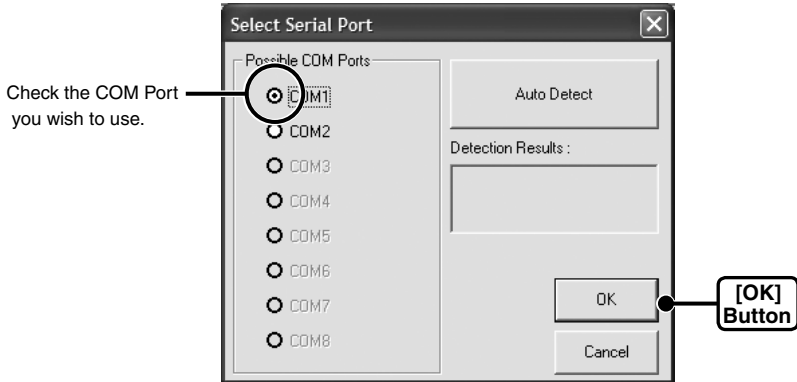 Select Serial Port
Possible COM Ports
Check the COM Port
you wish to use.
COM1
COM2
COM3
COM4
COM5
COM6
COM7
COM8
Auto Detect
Detection Results :
OK
Cancel
[OK]
Button